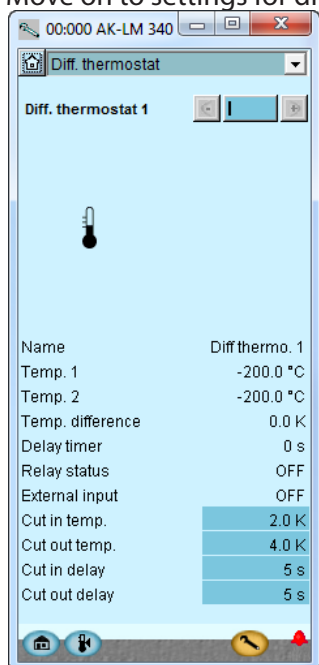 Move on to settings for di
00:000 AK-LM 340
Diff. thermostat
Diff. thermostat 1
Name Diff thermo. 1
Temp. 1 -200.0 °C
Temp. 2 -200.0 °C
Temp. difference 0.0 K
Delay timer 0 s
Relay status OFF
External input OFF
Cut in temp. 2.0 K
Cut out temp. 4.0 K
Cut in delay 5 s
Cut out delay 5 s